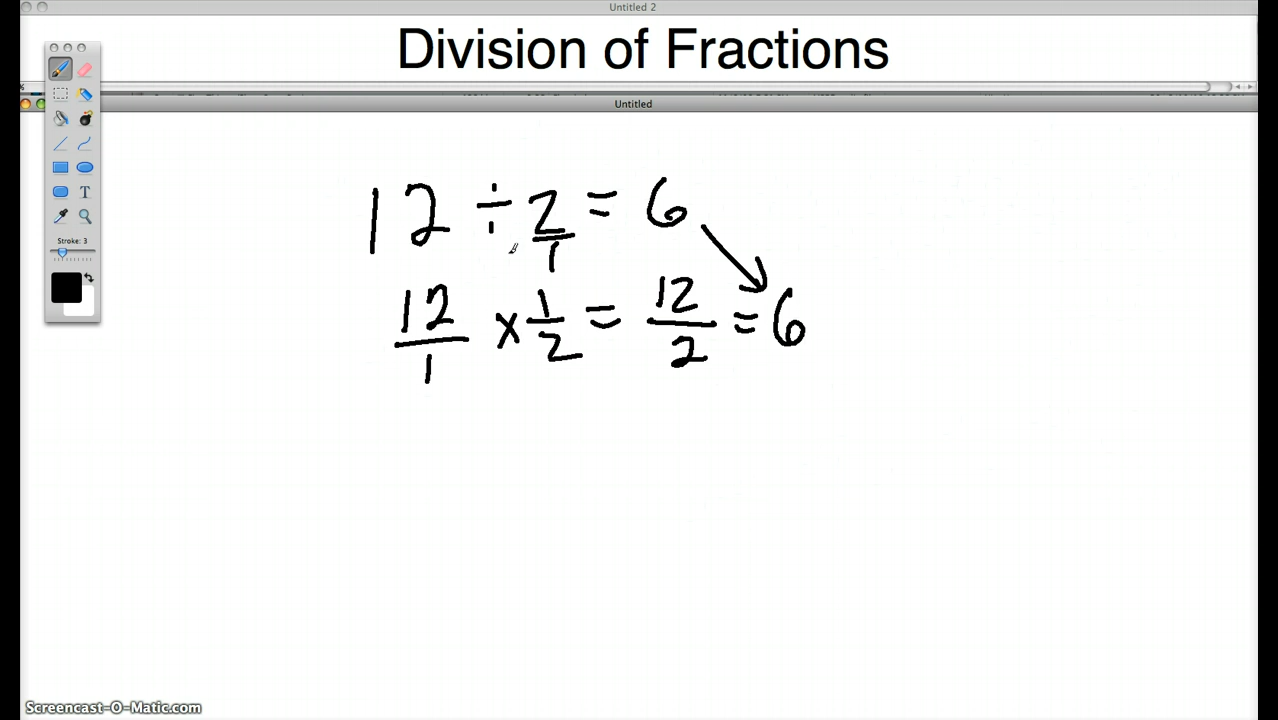 Untitled 2
Division of Fractions
Untitled
T
Stroke: 3
12 ÷ 2/1 = 6
12/1 x 1/2 = 12/2 = 6
Screencast-O-Matic.com